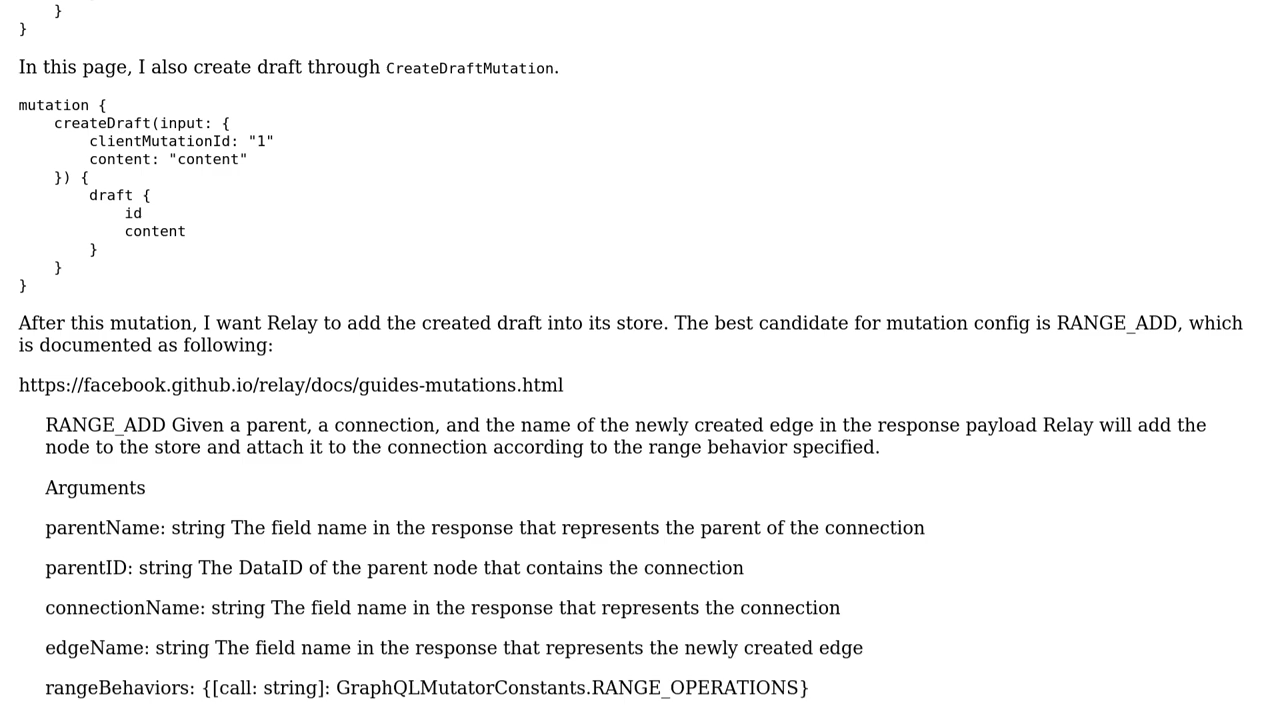 }
}
In this page, I also create draft through CreateDraftMutation.
mutation {
    createDraft(input: {
        clientMutationId: "1"
        content: "content"
    }) {
        draft {
            id
            content
        }
    }
}
After this mutation, I want Relay to add the created draft into its store. The best candidate for mutation config is RANGE_ADD, which
is documented as following:
https://facebook.github.io/relay/docs/guides-mutations.html
RANGE_ADD Given a parent, a connection, and the name of the newly created edge in the response payload Relay will add the
node to the store and attach it to the connection according to the range behavior specified.
Arguments
parentName: string The field name in the response that represents the parent of the connection
parentID: string The DataID of the parent node that contains the connection
connectionName: string The field name in the response that represents the connection
edgeName: string The field name in the response that represents the newly created edge
rangeBehaviors: {[call: string]: GraphQLMutatorConstants.RANGE_OPERATIONS}